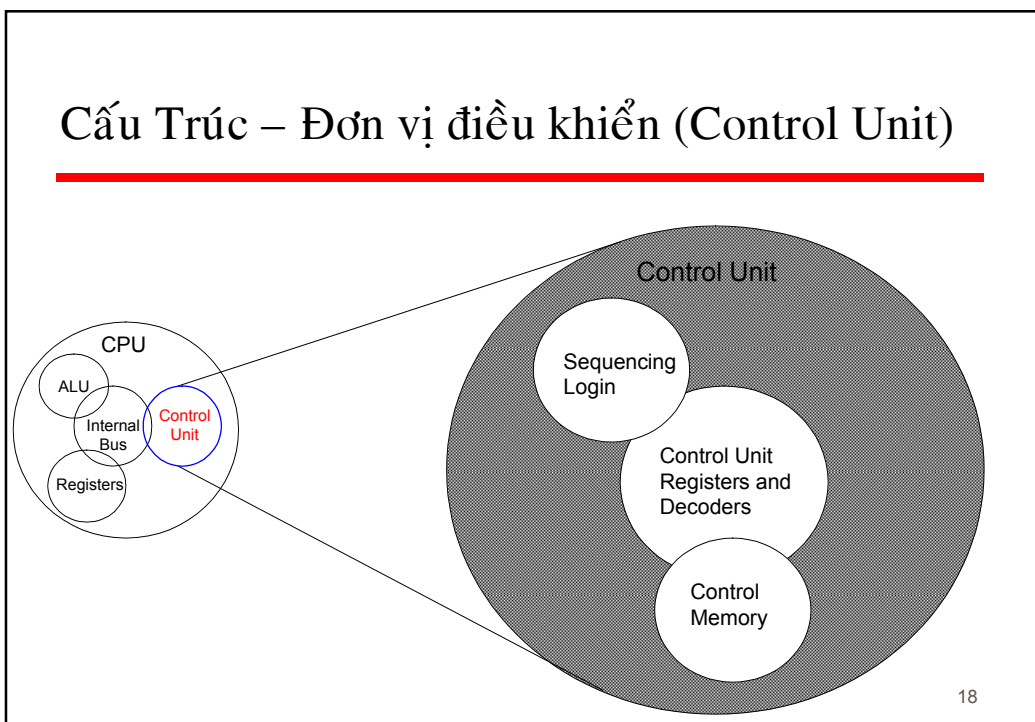 Cấu Trúc – Đơn vị điều khiển (Control Unit)
CPU
ALU
Internal
Bus
Control
Unit
Registers
Control Unit
Sequencing
Login
Control Unit
Registers and
Decoders
Control
Memory
18